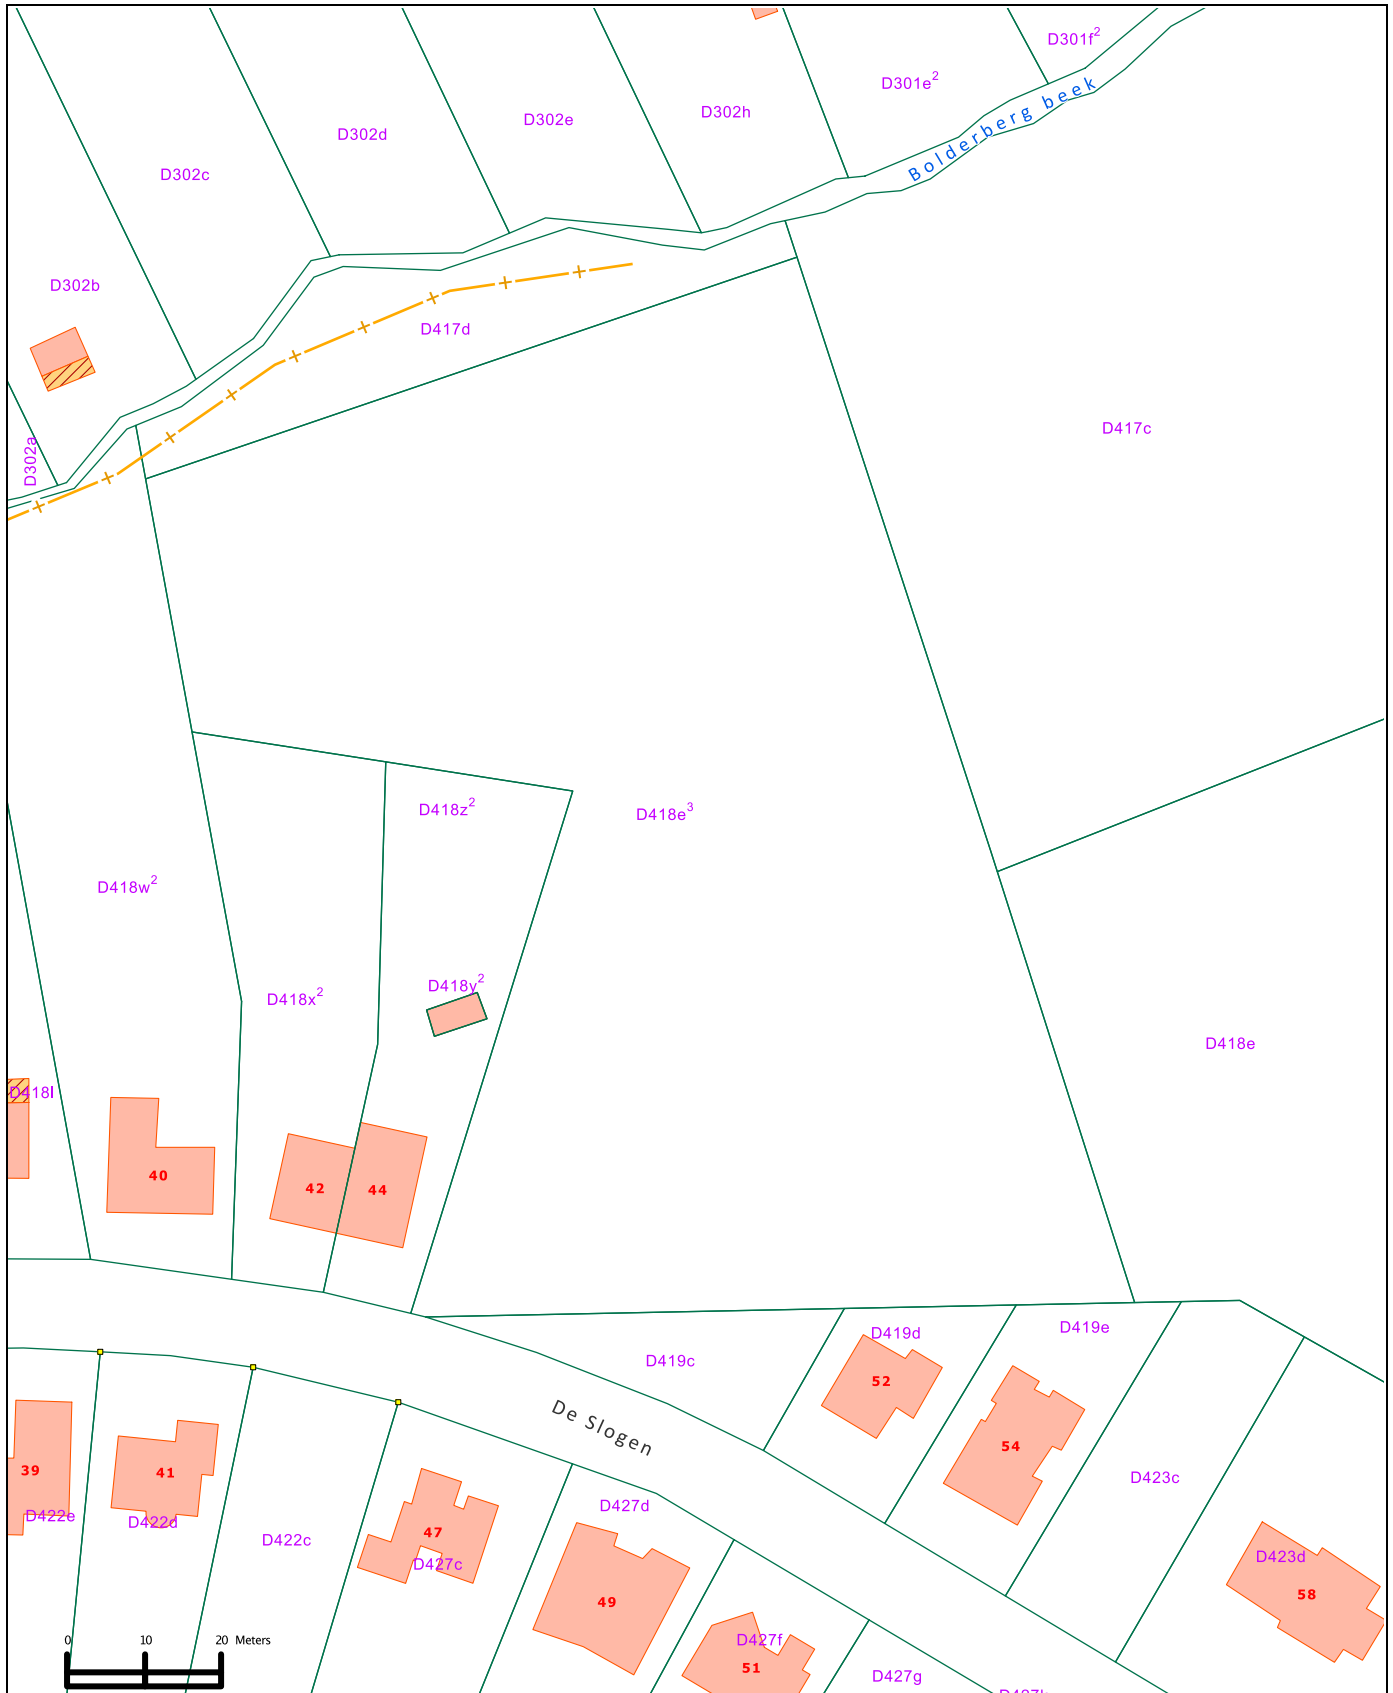 D301f²
D301e²
Bolderberg beek
D302h
D302e
D302d
D302c
D302b
D417d
D302a
D417c
D418z²
D418e³
D418w²
D418y²
D418x²
D418e
D418l
40
42
44
D419c
D419d
D419e
52
De Slogen
54
39
41
D422e
D422d
D422c
47
D427c
D427d
49
D423c
D423d
58
D427f
51
D427g
0 10 20 Meters